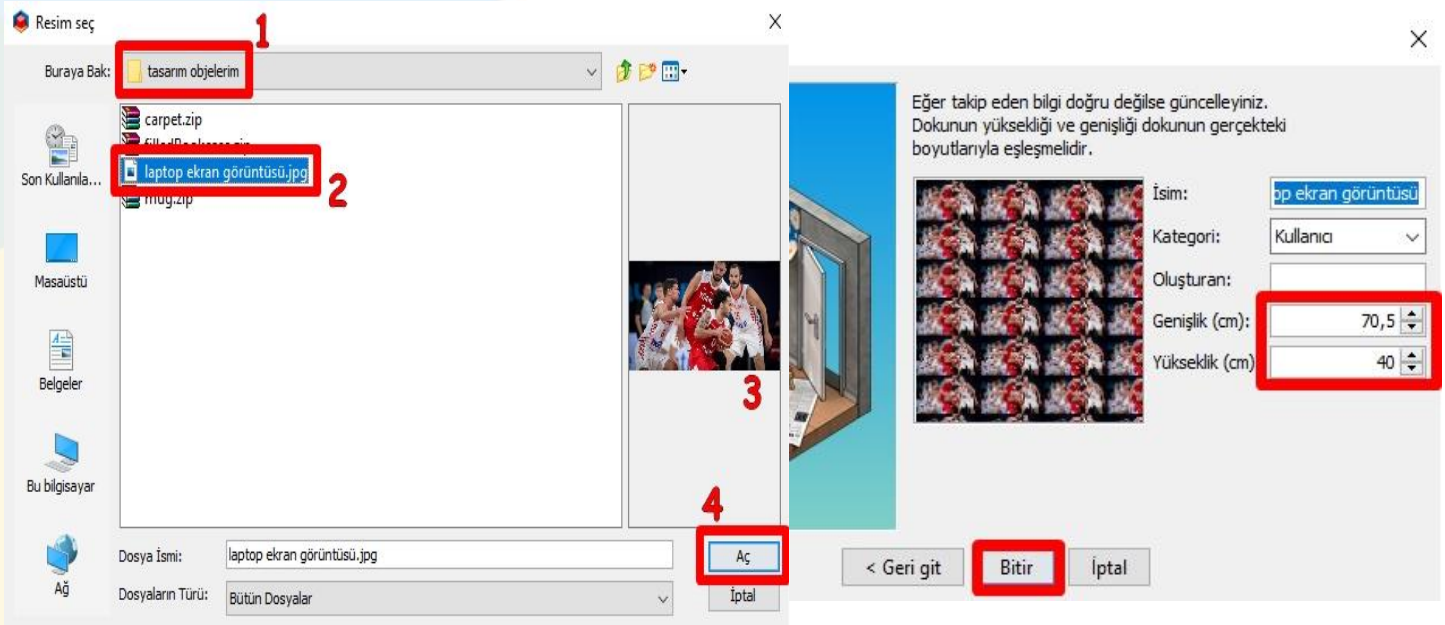 Resim seç
1
Buraya Bak:
tasarım objelerim
carpet.zip
laptop ekran görüntüsü.jpg
2
mug.zip
Son Kullanıla...
Masaüstü
Belgeler
Bu bilgisayar
Ağ
3
4
Dosya İsmi:
laptop ekran görüntüsü.jpg
Aç
Dosyaların Türü:
Bütün Dosyalar
İptal
Eğer takip eden bilgi doğru değilse güncelleyiniz.
Dokunun yüksekliği ve genişliği dokunun gerçekteki
boyutlarıyla eşleşmelidir.
İsim:
op ekran görüntüsü
Kategori:
Kullanıcı
Oluşturan:
Genişlik (cm):
70,5
Yükseklik (cm)
40
< Geri git
Bitir
İptal